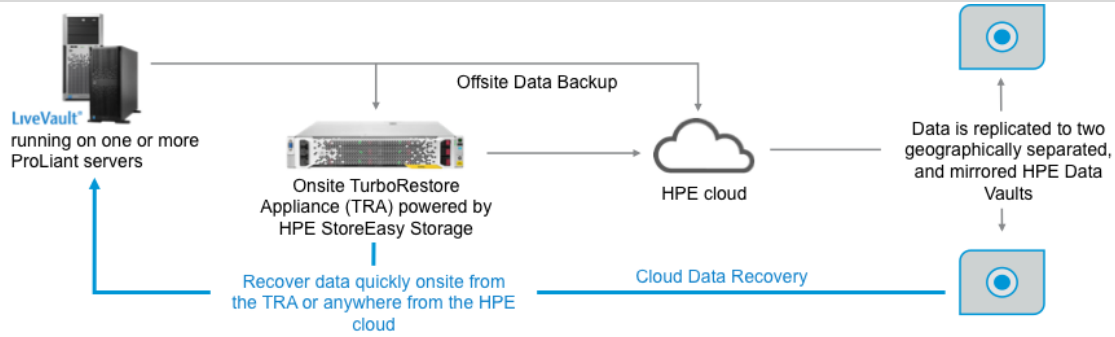 LiveVault®
running on one or more
ProLiant servers
Offsite Data Backup
Onsite TurboRestore
Appliance (TRA) powered by
HPE StoreEasy Storage
HPE cloud
Data is replicated to two
geographically separated,
and mirrored HPE Data
Vaults
Recover data quickly onsite from
the TRA or anywhere from the HPE
cloud
Cloud Data Recovery